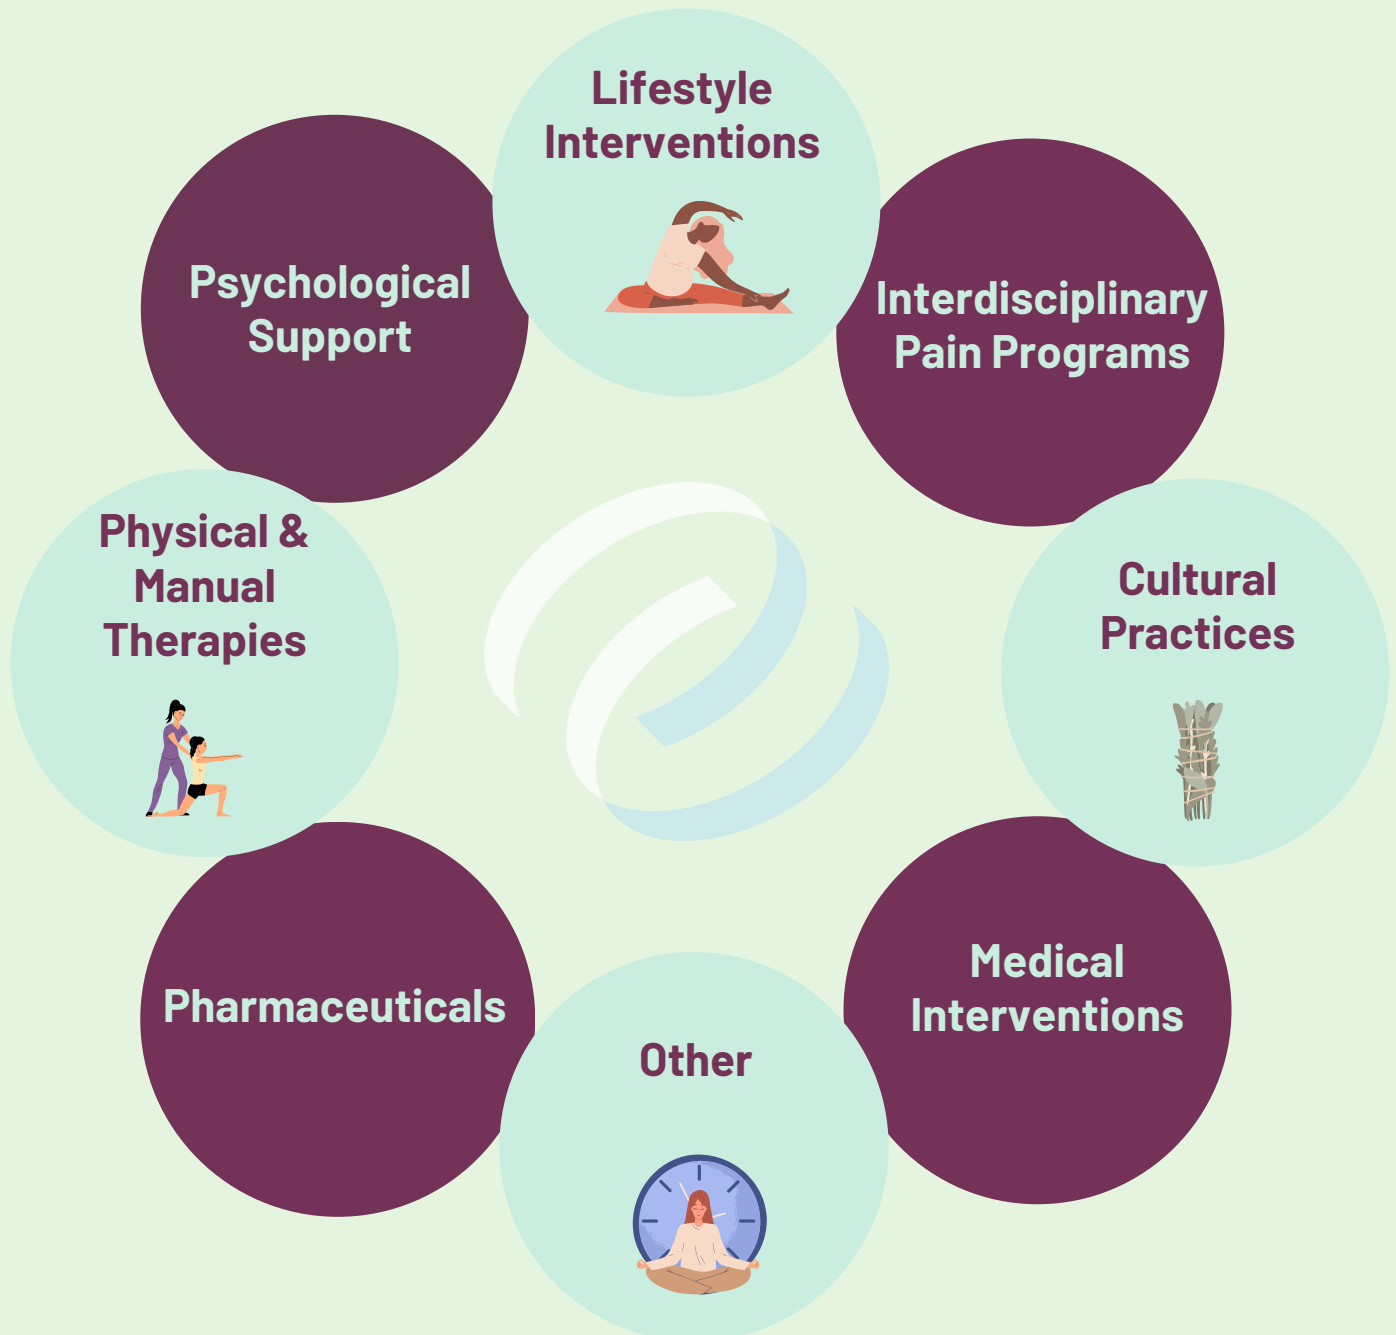 Lifestyle
Interventions
Psychological
Support
Interdisciplinary
Pain Programs
Physical &
Manual
Therapies
Cultural
Practices
Pharmaceuticals
Medical
Interventions
Other